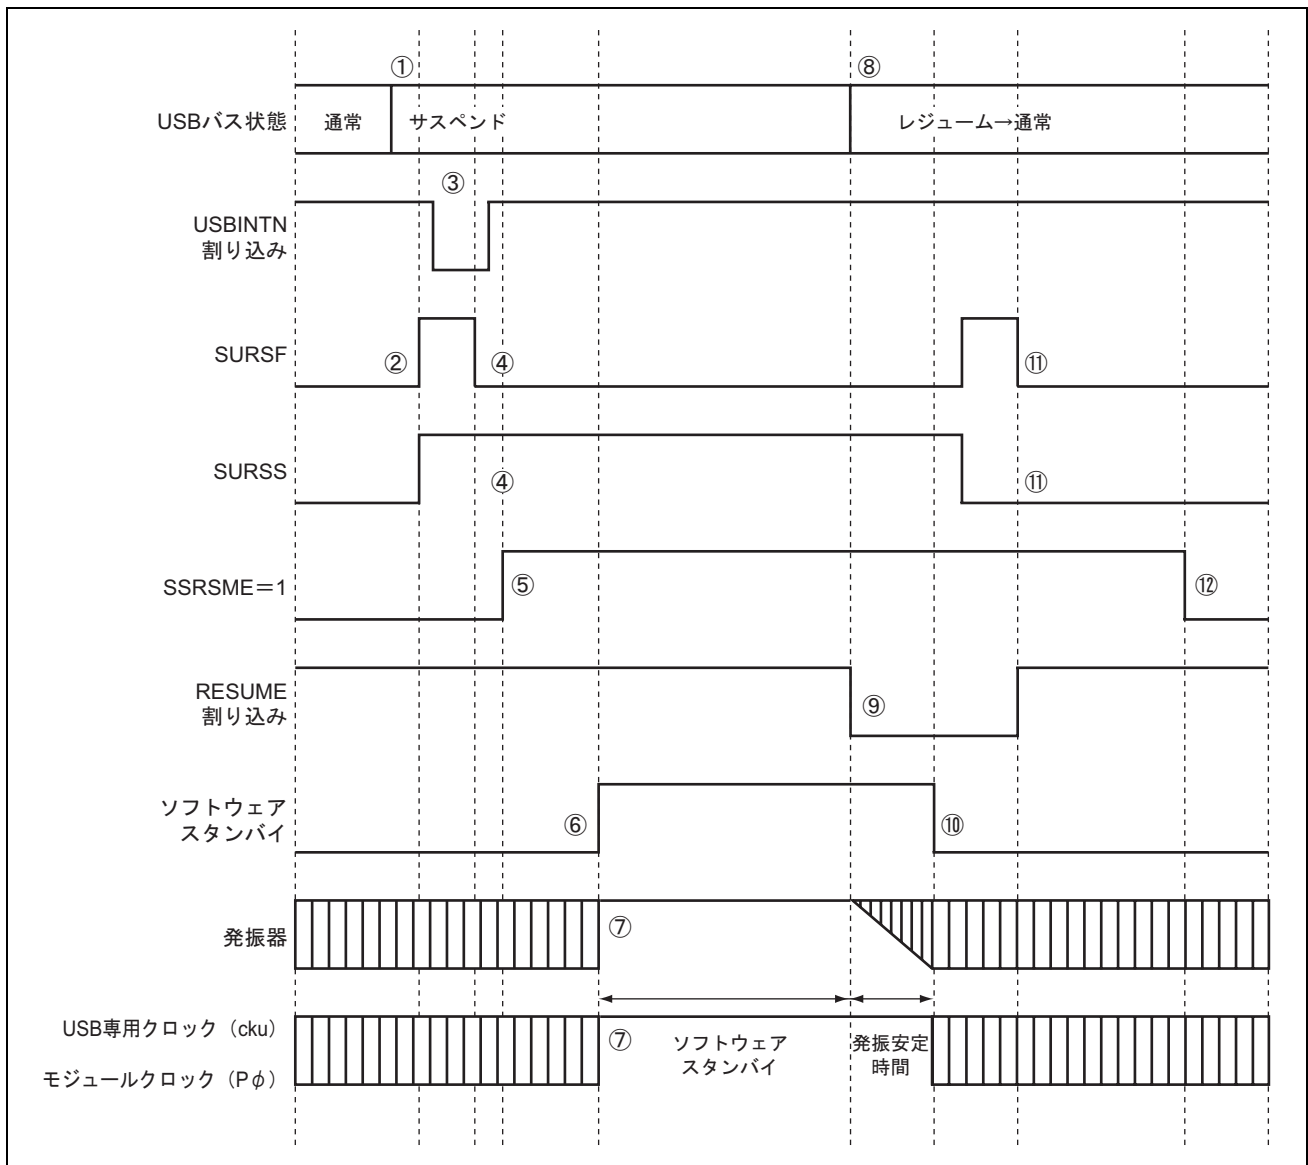 ① ⑧
USBバス状態 通常 サスペンド レジューム→通常
③
USBINTN
割り込み
SURSF ② ④ ⑪
SURSS ④ ⑪
SSRSME＝1 ⑤ ⑫
RESUME
割り込み ⑨
ソフトウェア
スタンバイ ⑥ ⑩
発振器 ⑦
USB専用クロック（cku） ⑦ ソフトウェア 発振安定
スタンバイ 時間
モジュールクロック（Pφ）